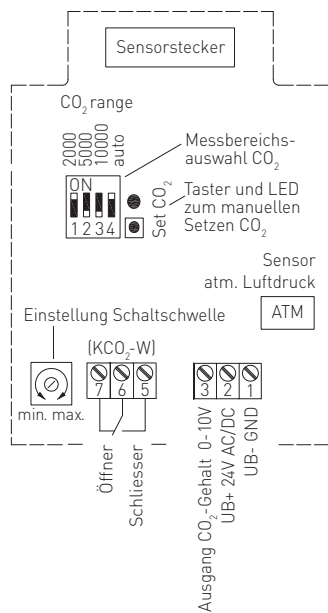 Sensorstecker
CO₂ range
2000
5000
10000
auto
ON
1 2 3 4
Messbereichs-
auswahl CO₂
Set CO₂
Taster und LED
zum manuellen
Setzen CO₂
Sensor
atm. Luftdruck
ATM
Einstellung Schaltschwelle
min. max.
(KCO₂-W)
7 6 5
3 2 1
Öffner
Schliesser
Ausgang CO₂-Gehalt 0-10V
UB+ 24V AC/DC
UB- GND